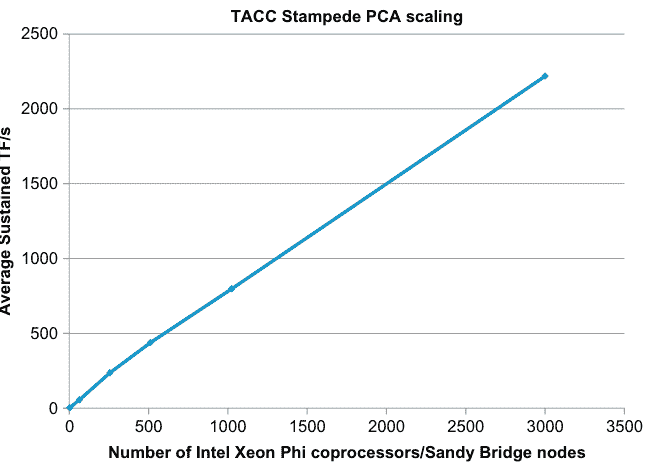 TACC Stampede PCA scaling
2500
2000
1500
1000
500
0
Average Sustained TF/s
0 500 1000 1500 2000 2500 3000 3500
Number of Intel Xeon Phi coprocessors/Sandy Bridge nodes